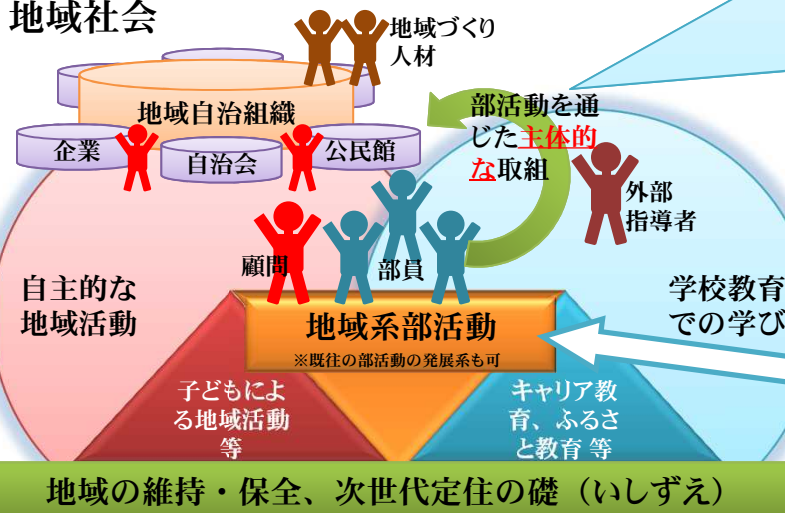 地域社会
地域づくり
人材
地域自治組織
企業
自治会
公民館
部活動を通
じた主体的
な取組
外部
指導者
顧問
部員
自主的な
地域活動
学校教育
での学び
地域系部活動
※既往の部活動の発展系も可
子どもによ
る地域活動
等
キャリア教
育、ふるさ
と教育 等
地域の維持・保全、次世代定住の礎（いしずえ）